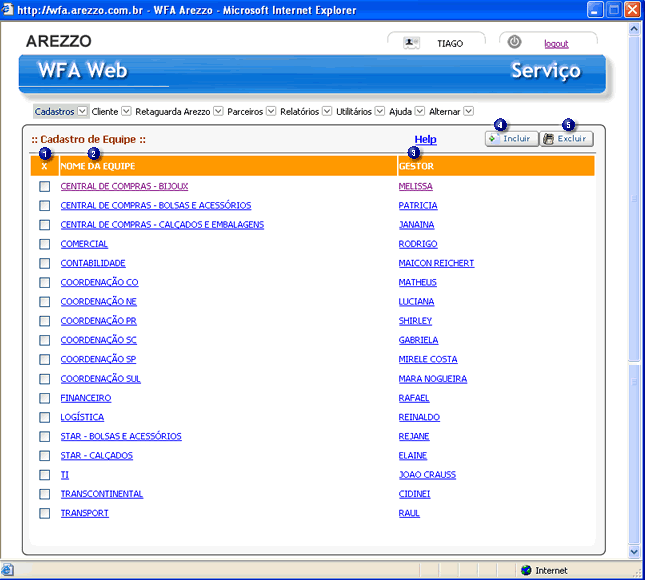 http://wfa.arezzo.com.br - WFA Arezzo - Microsoft Internet Explorer
AREZZO TIAGO logout
WFA Web Serviço
Cadastros Cliente Retaguarda Arezzo Parceiros Relatórios Utilitários Ajuda Alternar
4 5
:: Cadastro de Equipe :: Help Incluir Excluir
1 2 3
X NOME DA EQUIPE GESTOR
CENTRAL DE COMPRAS - BIJOUX MELISSA
CENTRAL DE COMPRAS - BOLSAS E ACESSÓRIOS PATRICIA
CENTRAL DE COMPRAS - CALÇADOS E EMBALAGENS JANAINA
COMERCIAL RODRIGO
CONTABILIDADE MAICON REICHERT
COORDENAÇÃO CO MATHEUS
COORDENAÇÃO NE LUCIANA
COORDENAÇÃO PR SHIRLEY
COORDENAÇÃO SC GABRIELA
COORDENAÇÃO SP MIRELE COSTA
COORDENAÇÃO SUL MARA NOGUEIRA
FINANCEIRO RAFAEL
LOGÍSTICA REINALDO
STAR - BOLSAS E ACESSÓRIOS REJANE
STAR - CALÇADOS ELAINE
TI JOAO CRAUSS
TRANSCONTINENTAL CIDINEI
TRANSPORT RAUL
Internet